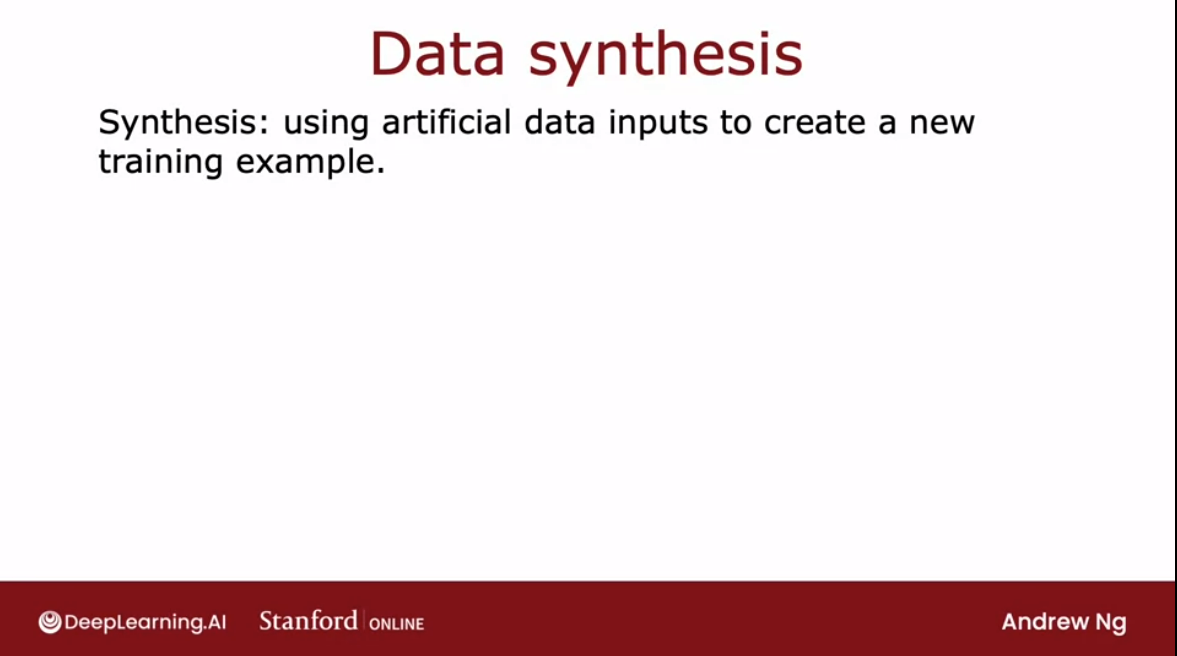 Data synthesis
Synthesis: using artificial data inputs to create a new
training example.
DeepLearning.AI
Stanford | ONLINE
Andrew Ng